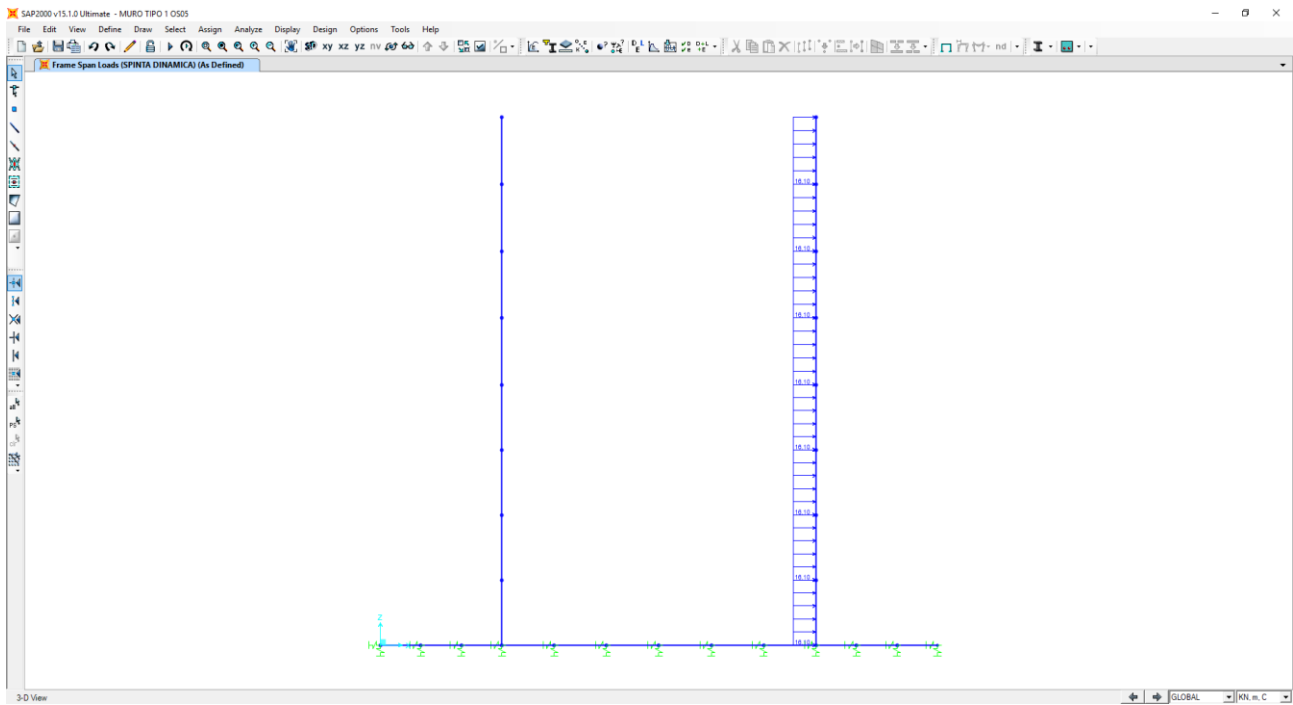 SAP2000 v15.1.0 Ultimate - MURO TIPO 1 OS05
File Edit View Define Draw Select Assign Analyze Display Design Options Tools Help
xy xz yz nv nd
Frame Span Loads (SPINTA DINAMICA) (As Defined)
16.10
16.10
16.10
16.10
16.10
16.10
16.10
16.10
Z
3-D View GLOBAL KN, m, C